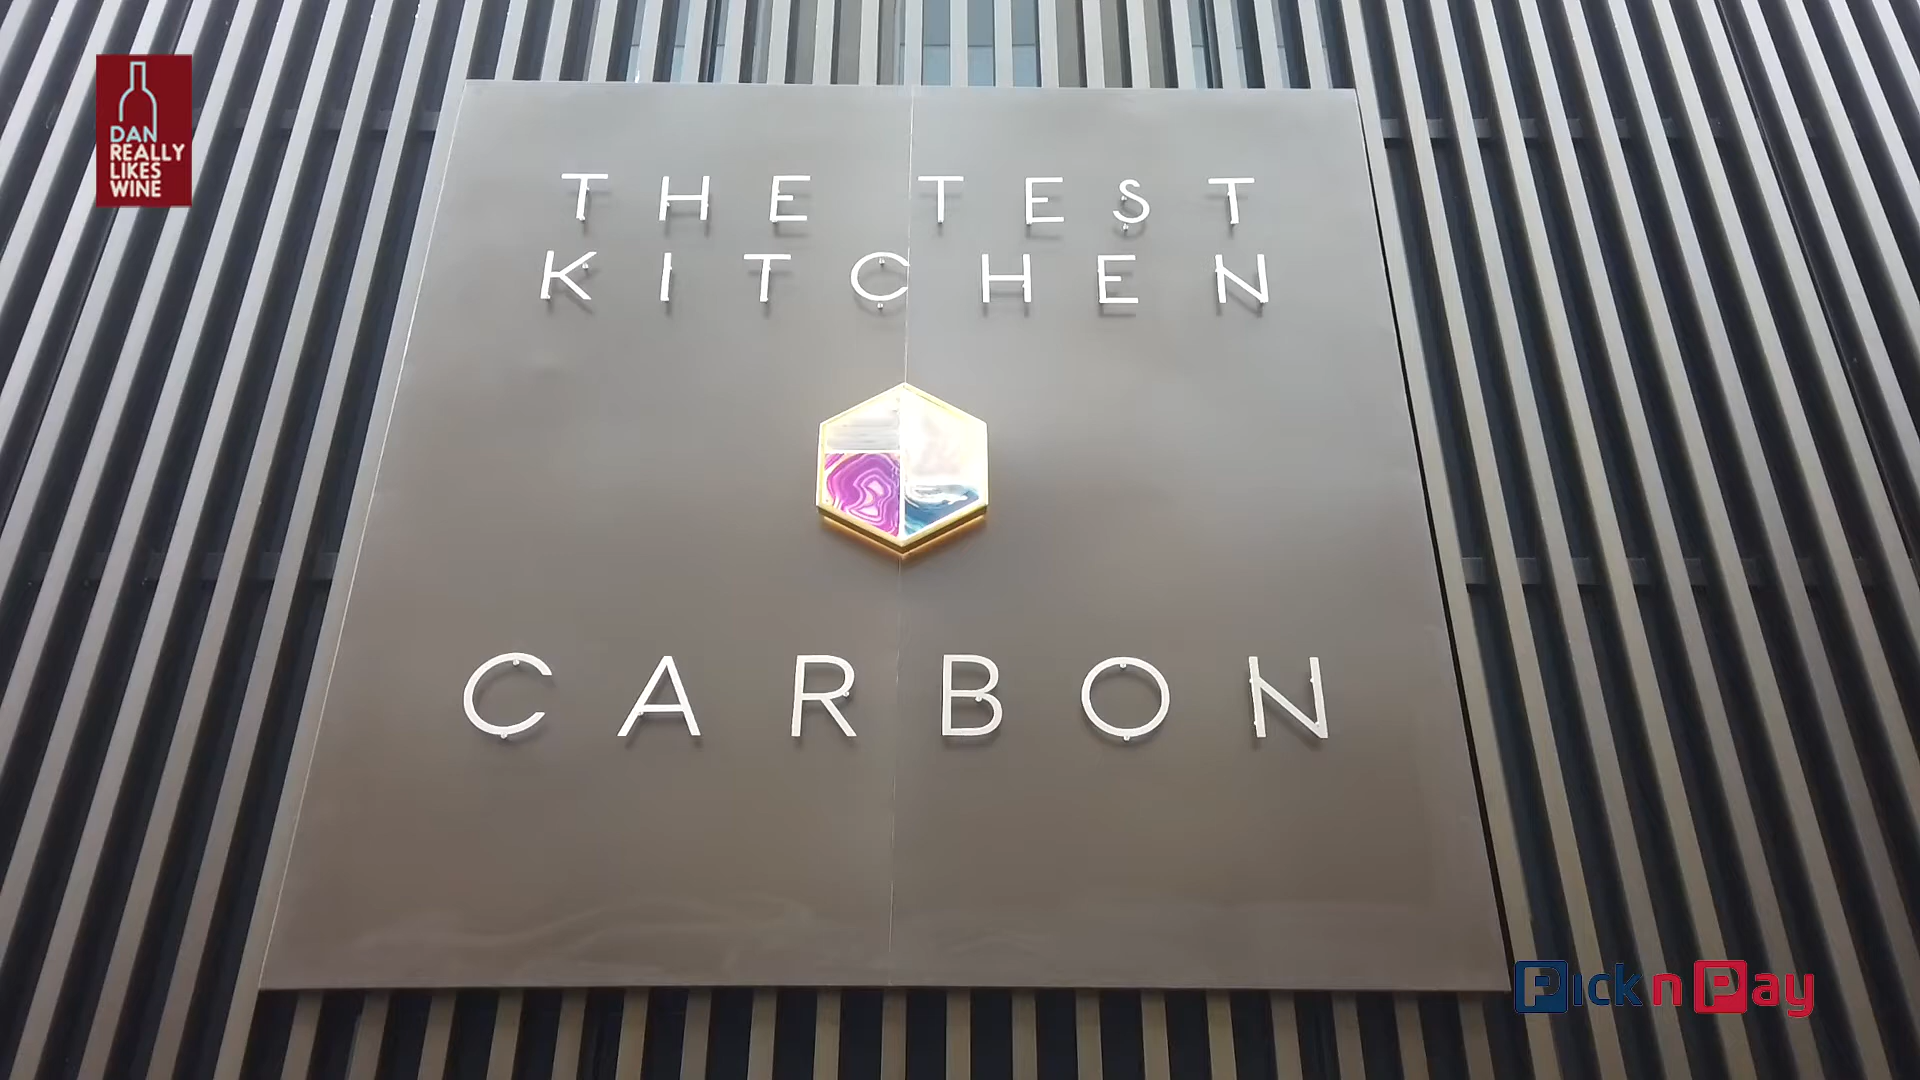 DAN
REALLY
LIKES
WINE
THE TEST
KITCHEN
CARBON
Pick n Pay